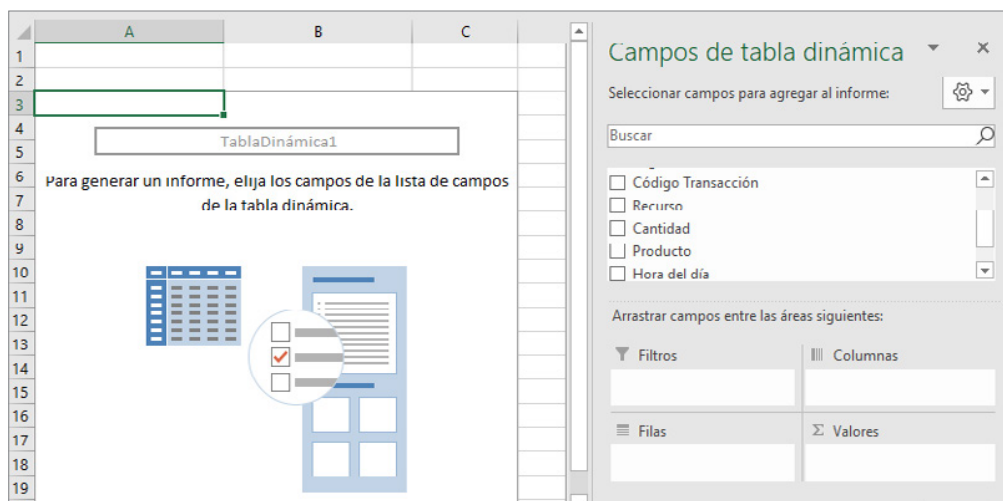 A B C
1
2
3
4
5
6
7
8
9
10
11
12
13
14
15
16
17
18
19
TablaDinámica1
Para generar un informe, elija los campos de la lista de campos
de la tabla dinámica.
Campos de tabla dinámica
Seleccionar campos para agregar al informe:
Buscar
Código Transacción
Recurso
Cantidad
Producto
Hora del día
Arrastrar campos entre las áreas siguientes:
Filtros
Columnas
Filas
Σ Valores